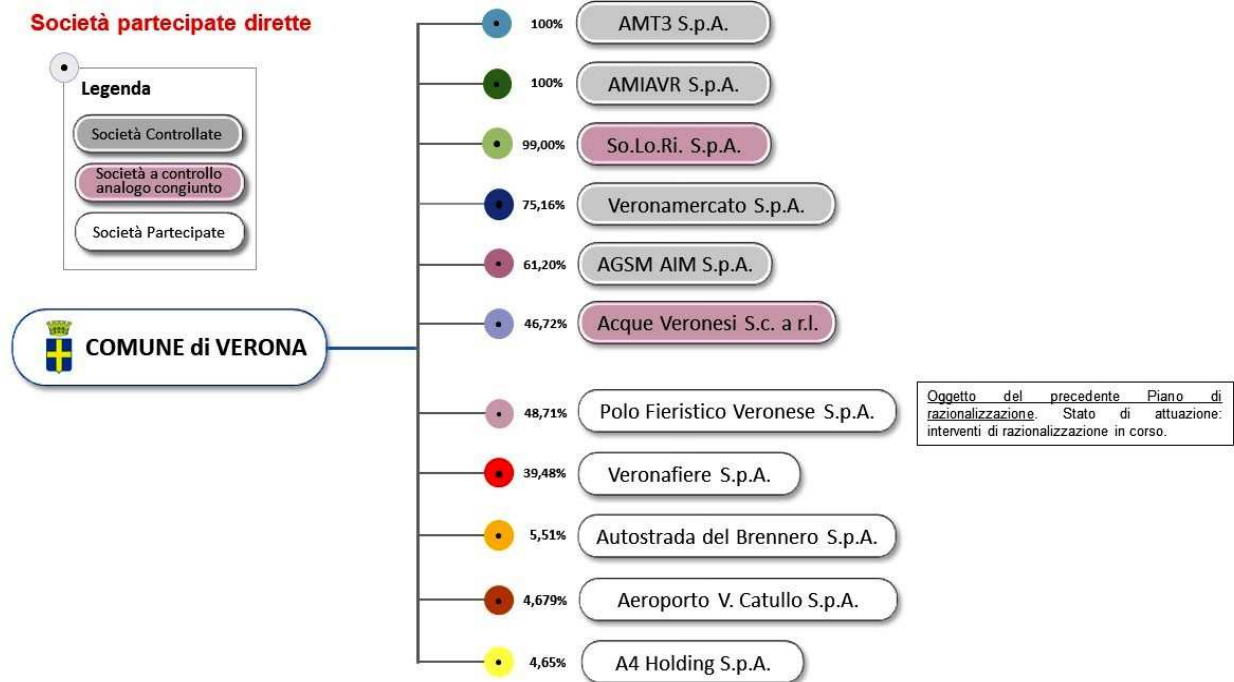 Società partecipate dirette
Legenda
Società Controllate
Società a controllo
analogo congiunto
Società Partecipate
COMUNE di VERONA
100% AMT3 S.p.A.
100% AMIAVR S.p.A.
99,00% So.Lo.Ri. S.p.A.
75,16% Veronamercato S.p.A.
61,20% AGSM AIM S.p.A.
46,72% Acque Veronesi S.c. a r.l.
48,71% Polo Fieristico Veronese S.p.A.
Oggetto del precedente Piano di
razionalizzazione. Stato di attuazione:
interventi di razionalizzazione in corso.
39,48% Veronafiere S.p.A.
5,51% Autostrada del Brennero S.p.A.
4,679% Aeroporto V. Catullo S.p.A.
4,65% A4 Holding S.p.A.